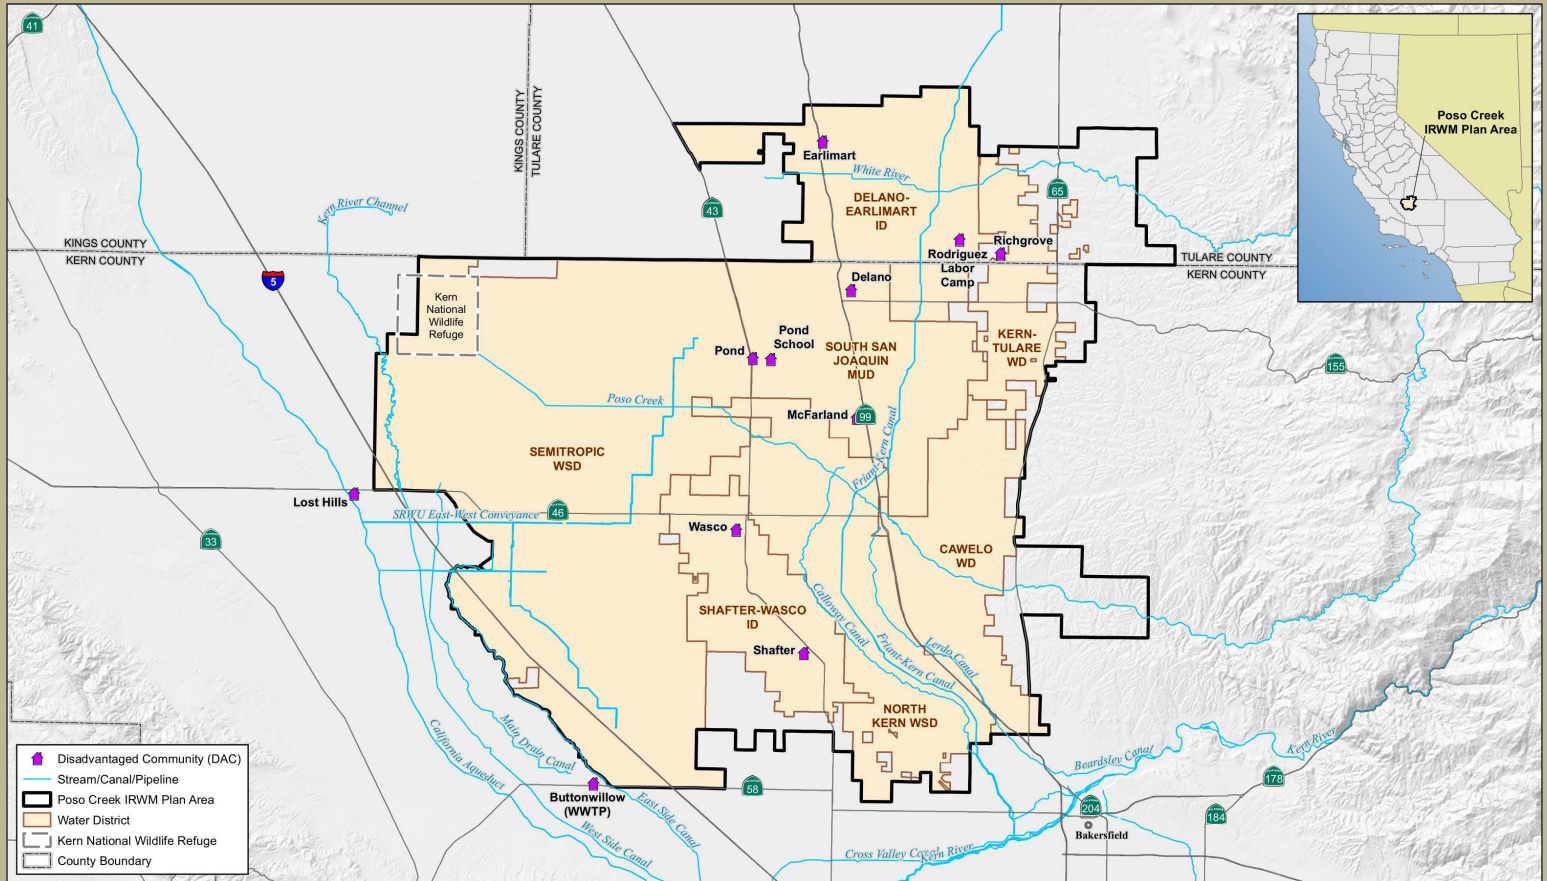 41
KINGS COUNTY
TULARE COUNTY
Poso Creek
IRWM Plan Area
Earlimart
White River
65
43
DELANO-
EARLIMART
ID
Kern River Channel
Rodriguez
Labor
Camp
Richgrove
KINGS COUNTY
KERN COUNTY
TULARE COUNTY
KERN COUNTY
5
Delano
Kern
National
Wildlife
Refuge
Pond
Pond
School
SOUTH SAN
JOAQUIN
MUD
KERN-
TULARE
WD
155
Poso Creek
McFarland
99
Friant-Kern Canal
SEMITROPIC
WSD
Lost Hills
SRWU East-West Conveyance
46
Wasco
33
CAWELO
WD
SHAFTER-WASCO
ID
Calloway Canal
Friant-Kern Canal
Lerdo Canal
Shafter
NORTH
KERN WSD
California Aqueduct
Main Drain Canal
Beardsley Canal
Kern River
178
58
Buttonwillow
(WWTP)
East Side Canal
West Side Canal
204
184
Bakersfield
Cross Valley Canal
Kern River
Disadvantaged Community (DAC)
Stream/Canal/Pipeline
Poso Creek IRWM Plan Area
Water District
Kern National Wildlife Refuge
County Boundary